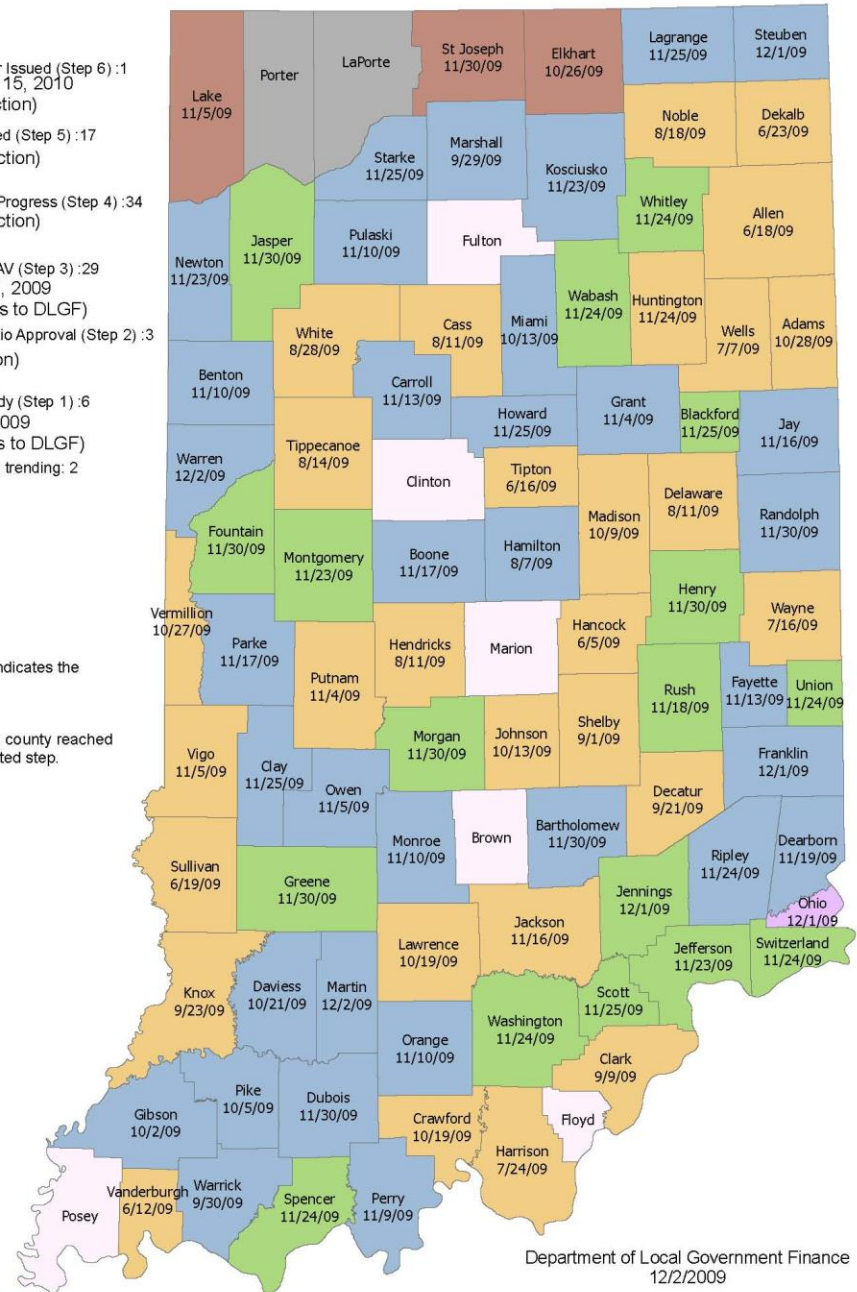 r Issued (Step 6) :1
15, 2010
ction)
ed (Step 5) :17
ction)
Progress (Step 4) :34
ction)
AV (Step 3) :29
, 2009
s to DLGF)
io Approval (Step 2) :3
on)
dy (Step 1) :6
009
s to DLGF)
trending: 2
ndicates the
county reached
ted step.
Lake
11/5/09
Porter
LaPorte
St Joseph
11/30/09
Elkhart
10/26/09
Lagrange
11/25/09
Steuben
12/1/09
Noble
8/18/09
Dekalb
6/23/09
Starke
11/25/09
Marshall
9/29/09
Kosciusko
11/23/09
Whitley
11/24/09
Allen
6/18/09
Newton
11/23/09
Jasper
11/30/09
Pulaski
11/10/09
Fulton
Wabash
11/24/09
Huntington
11/24/09
Wells
7/7/09
Adams
10/28/09
White
8/28/09
Cass
8/11/09
Miami
10/13/09
Benton
11/10/09
Carroll
11/13/09
Howard
11/25/09
Grant
11/4/09
Blackford
11/25/09
Jay
11/16/09
Warren
12/2/09
Tippecanoe
8/14/09
Clinton
Tipton
6/16/09
Madison
10/9/09
Delaware
8/11/09
Randolph
11/30/09
Fountain
11/30/09
Montgomery
11/23/09
Boone
11/17/09
Hamilton
8/7/09
Henry
11/30/09
Wayne
7/16/09
Vermillion
10/27/09
Parke
11/17/09
Putnam
11/4/09
Hendricks
8/11/09
Marion
Hancock
6/5/09
Rush
11/18/09
Fayette
11/13/09
Union
11/24/09
Vigo
11/5/09
Clay
11/25/09
Owen
11/5/09
Morgan
11/30/09
Johnson
10/13/09
Shelby
9/1/09
Decatur
9/21/09
Franklin
12/1/09
Sullivan
6/19/09
Greene
11/30/09
Monroe
11/10/09
Brown
Bartholomew
11/30/09
Jennings
12/1/09
Ripley
11/24/09
Dearborn
11/19/09
Ohio
12/1/09
Knox
9/23/09
Daviess
10/21/09
Martin
12/2/09
Lawrence
10/19/09
Jackson
11/16/09
Jefferson
11/23/09
Switzerland
11/24/09
Orange
11/10/09
Washington
11/24/09
Scott
11/25/09
Clark
9/9/09
Gibson
10/2/09
Pike
10/5/09
Dubois
11/30/09
Crawford
10/19/09
Harrison
7/24/09
Floyd
Posey
Vanderburgh
6/12/09
Warrick
9/30/09
Spencer
11/24/09
Perry
11/9/09
Department of Local Government Finance
12/2/2009